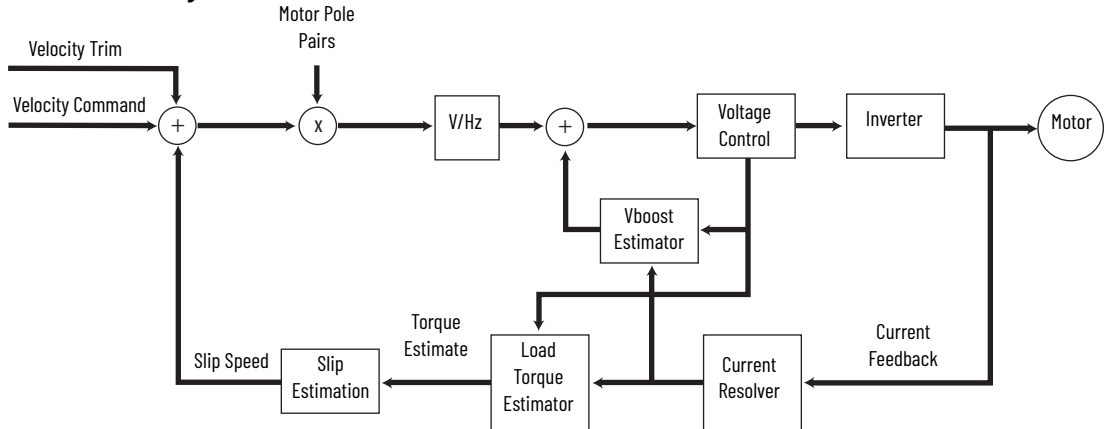 Motor Pole
Pairs
Velocity Trim
Velocity Command
+
x
V/Hz
+
Voltage
Control
Inverter
Motor
Vboost
Estimator
Torque
Estimate
Current
Feedback
Slip Speed
Slip
Estimation
Load
Torque
Estimator
Current
Resolver